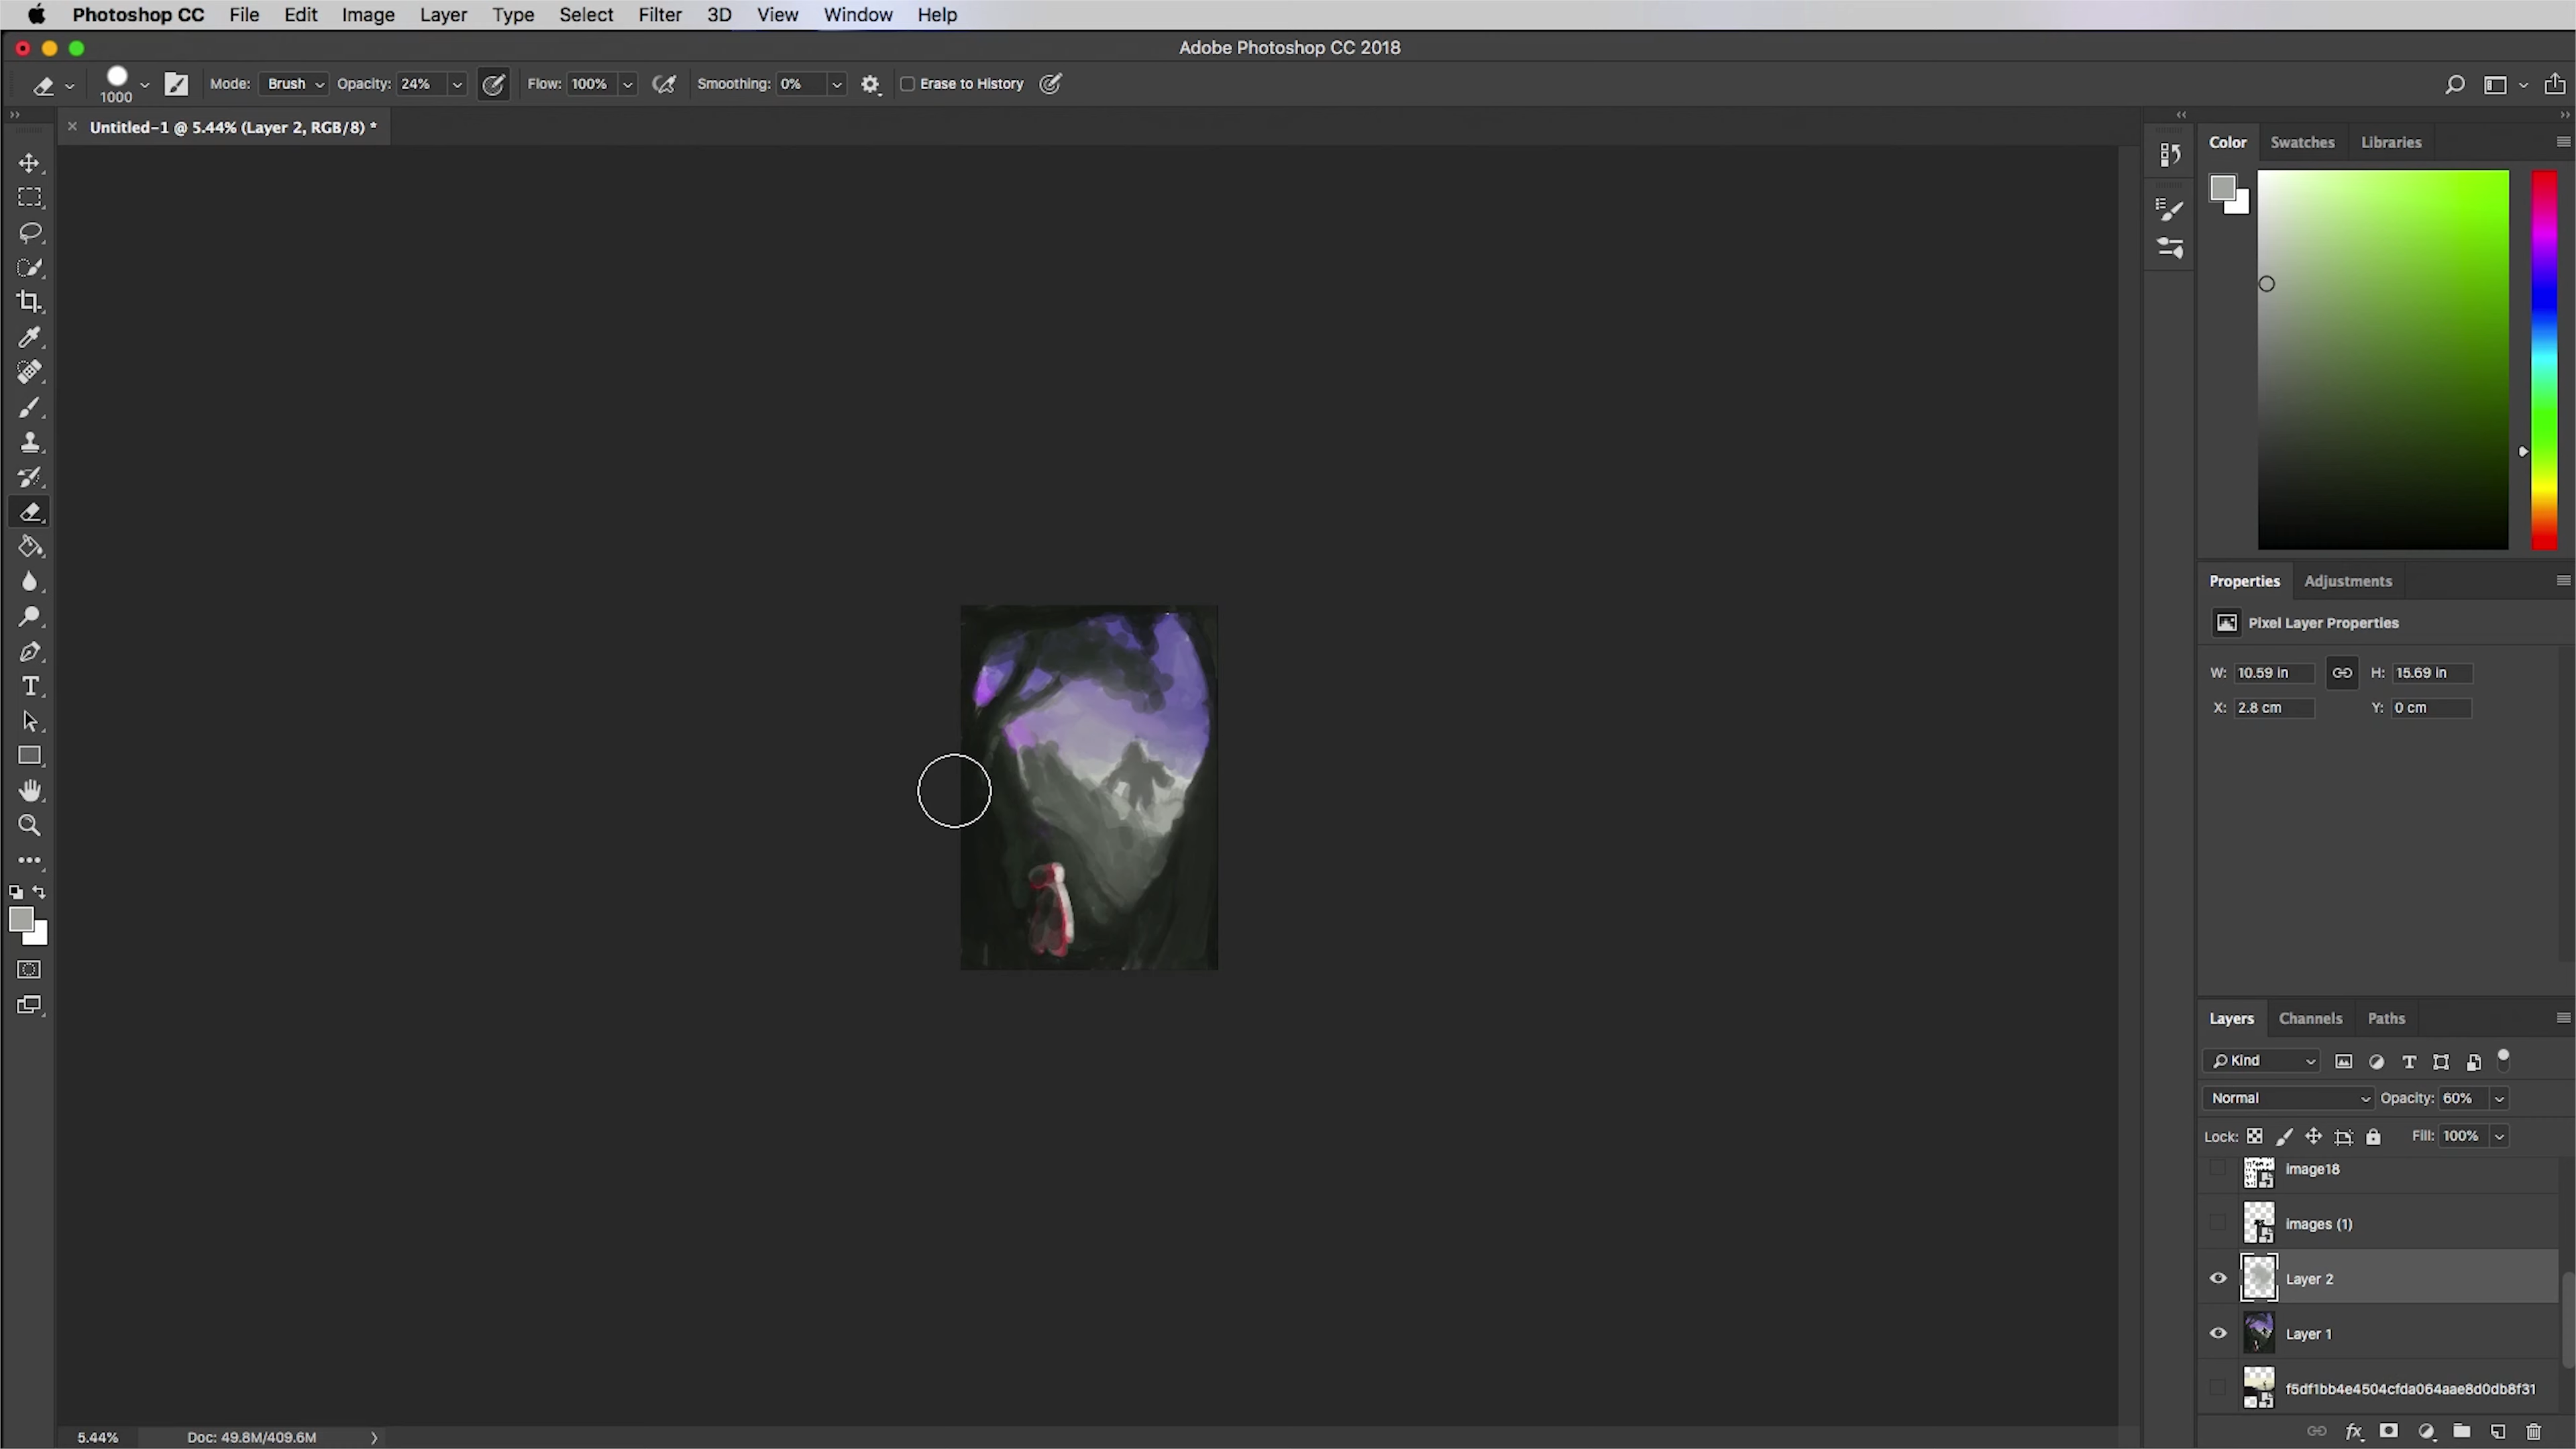 Photoshop CC File Edit Image Layer Type Select Filter 3D View Window Help
Adobe Photoshop CC 2018
1000 Mode: Brush Opacity: 24% Flow: 100% Smoothing: 0% Erase to History
Untitled-1 @ 5.44% (Layer 2, RGB/8) *
Color Swatches Libraries
Properties Adjustments
Pixel Layer Properties
W: 10.59 in H: 15.69 in
X: 2.8 cm Y: 0 cm
Layers Channels Paths
Kind
Normal Opacity: 60%
Lock: Fill: 100%
image18
images (1)
Layer 2
Layer 1
f5df1bb4e4504cfda064aae8d0db8f31
5.44% Doc: 49.8M/409.6M